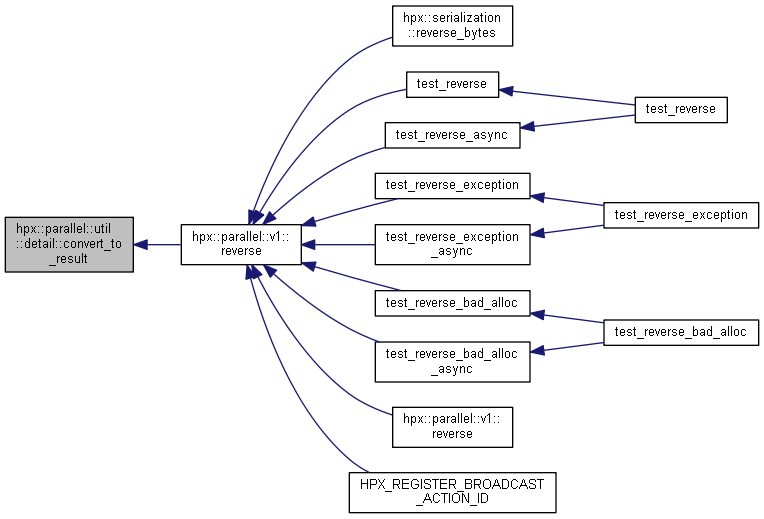 hpx::parallel::util
::detail::convert_to
_result
hpx::parallel::v1::
reverse
hpx::serialization
::reverse_bytes
test_reverse
test_reverse
test_reverse_async
test_reverse_exception
test_reverse_exception
test_reverse_exception
_async
test_reverse_bad_alloc
test_reverse_bad_alloc
test_reverse_bad_alloc
_async
hpx::parallel::v1::
reverse
HPX_REGISTER_BROADCAST
_ACTION_ID